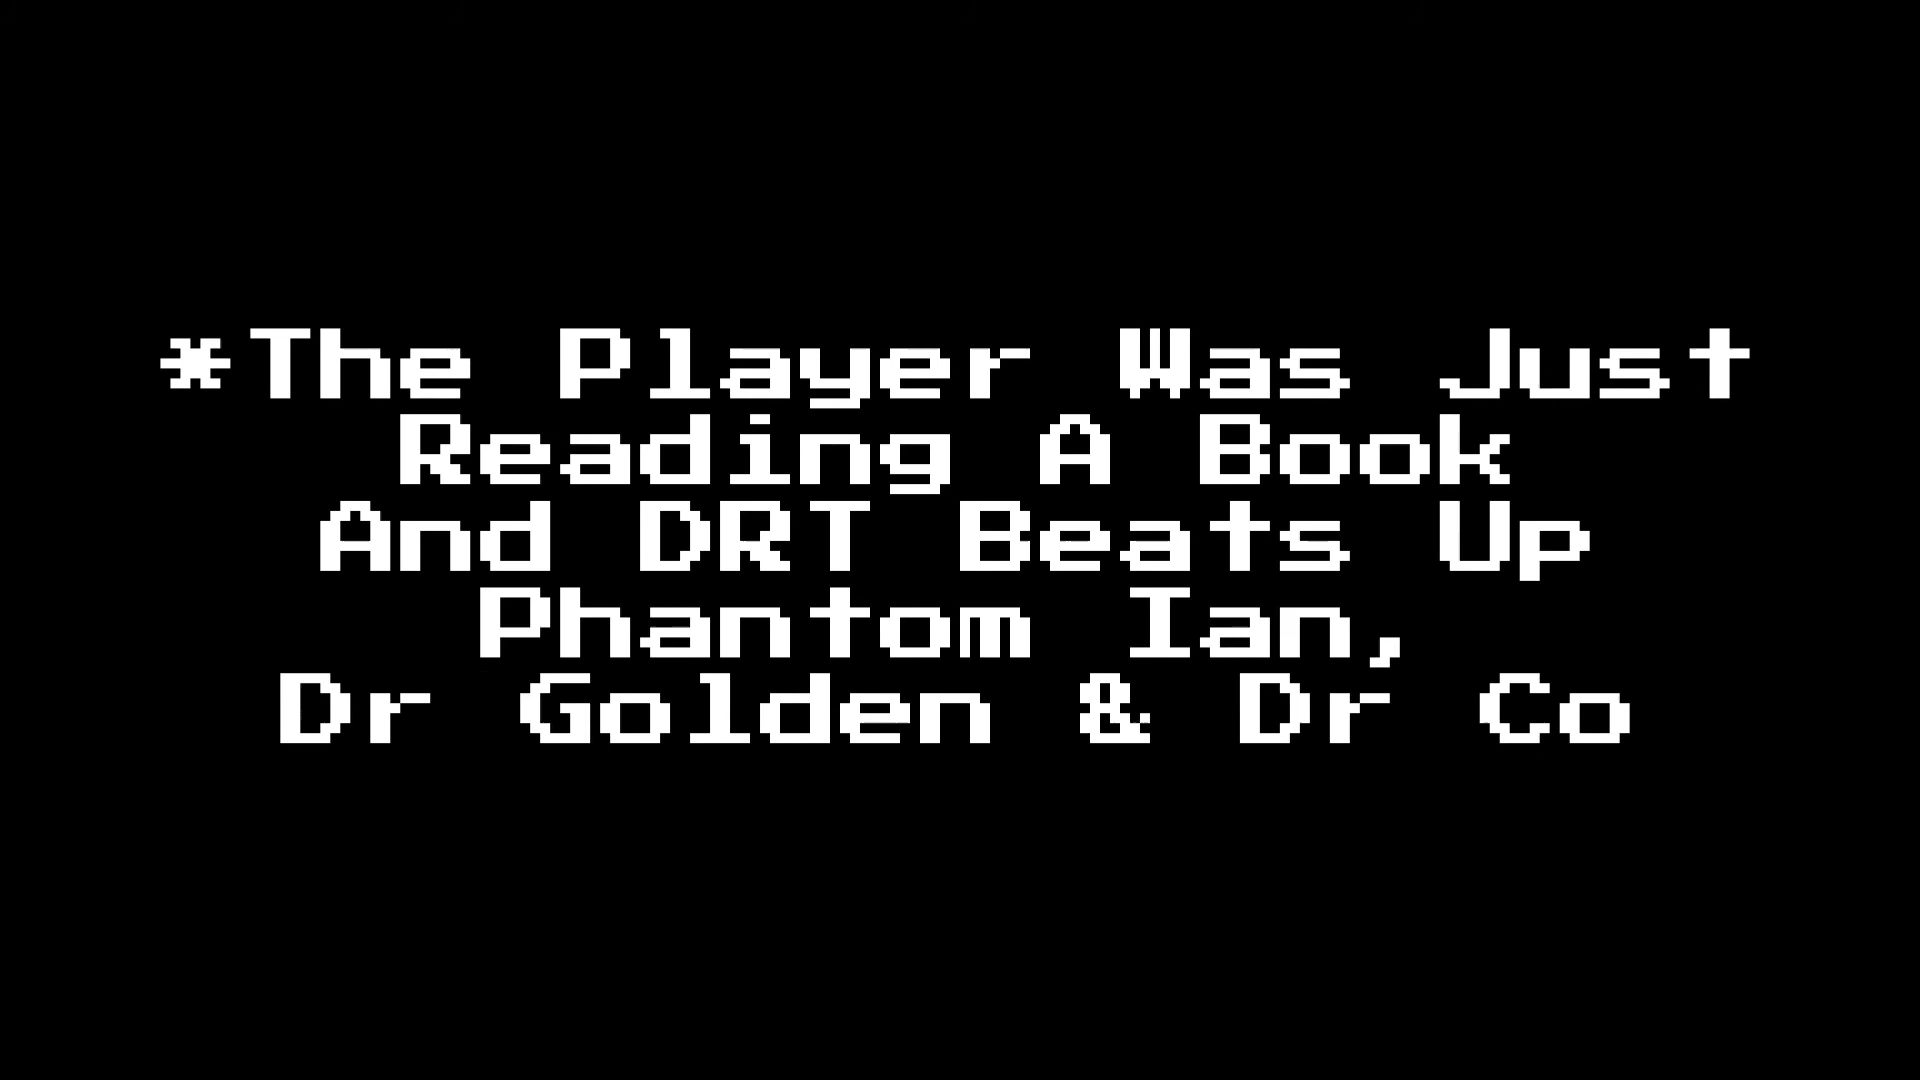 *The Player Was Just
Reading A Book
And DRT Beats Up
Phantom Ian,
Dr Golden & Dr Co